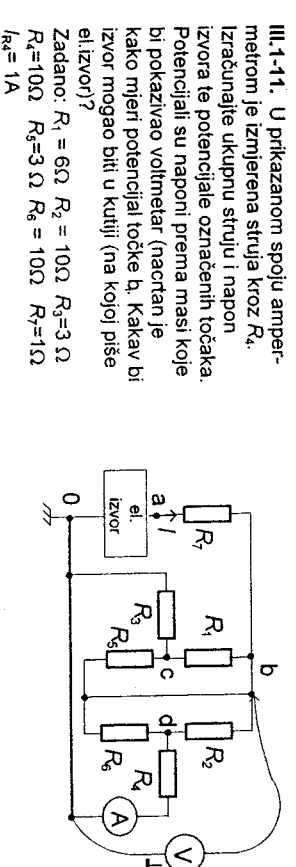 III.1-11. U prikazanom spoju amper-
metrom je izmjerena struja kroz R₄.
Izračunajte ukupnu struju i napon
izvora te potencijale označenih točaka.
Potencijali su naponi prema masi koje
bi pokazivao voltmetar (nacrtan je
kako mjeri potencijal točke b. Kakav bi
izvor mogao biti u kutiji (na kojoj piše
el.izvor)?
Zadano: R₁ = 6Ω R₂ = 10Ω R₃=3 Ω
R₄=10Ω R₅=3 Ω R₆ = 10Ω R₇=1Ω
I_R4= 1A
b
R₇
R₁
R₂
I
a
c
d
el.
izvor
R₃
R₅
R₆
R₄
V
A
0